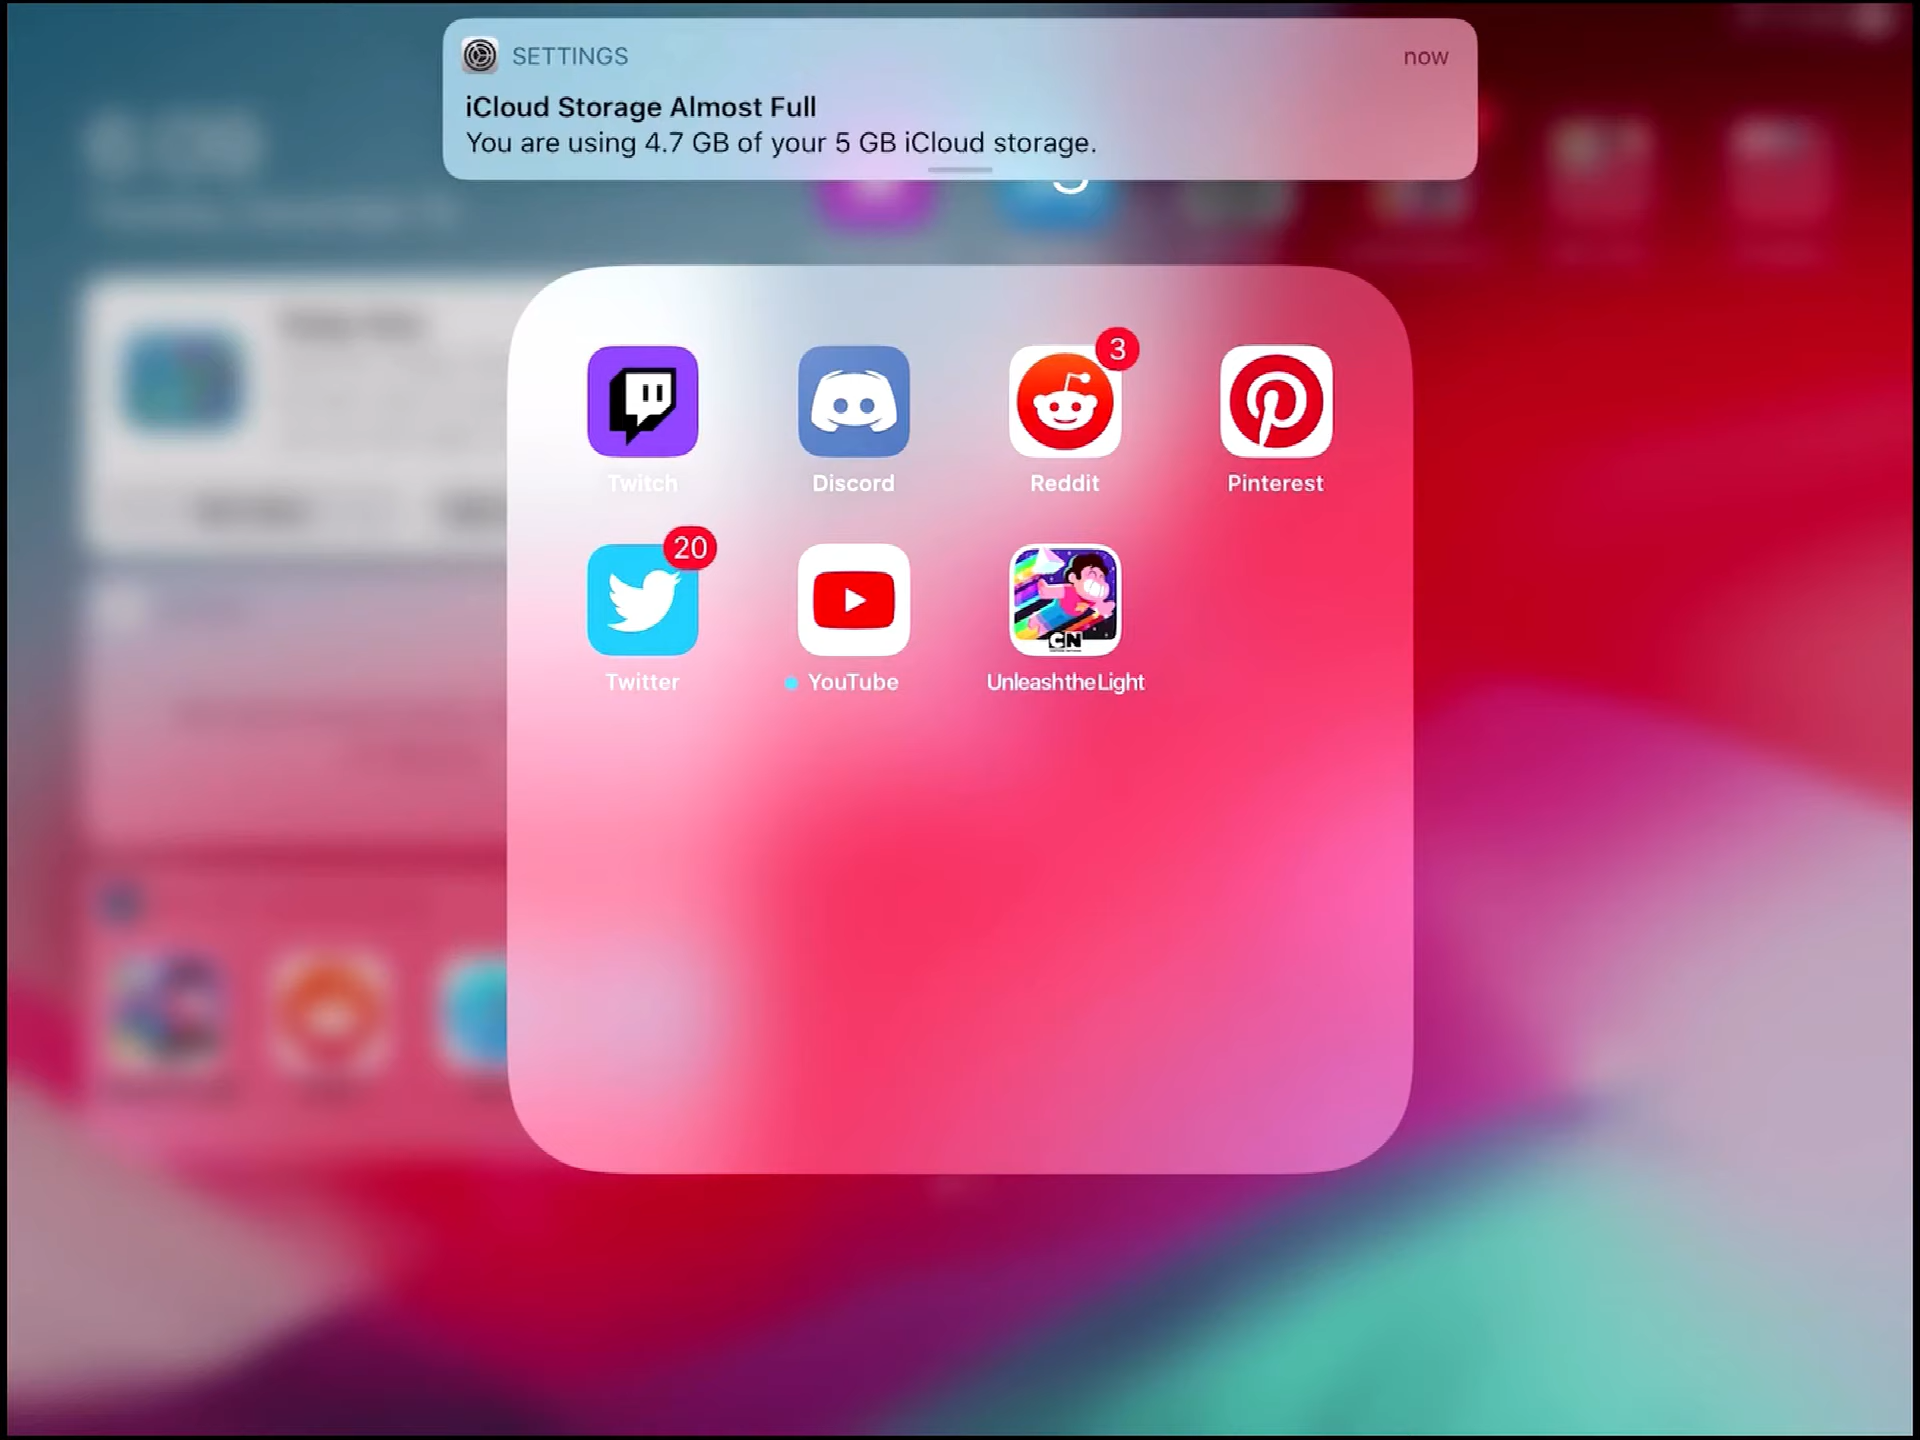 SETTINGS
now
iCloud Storage Almost Full
You are using 4.7 GB of your 5 GB iCloud storage.
3
Twitch
Discord
Reddit
Pinterest
20
CN
Twitter
YouTube
UnleashtheLight